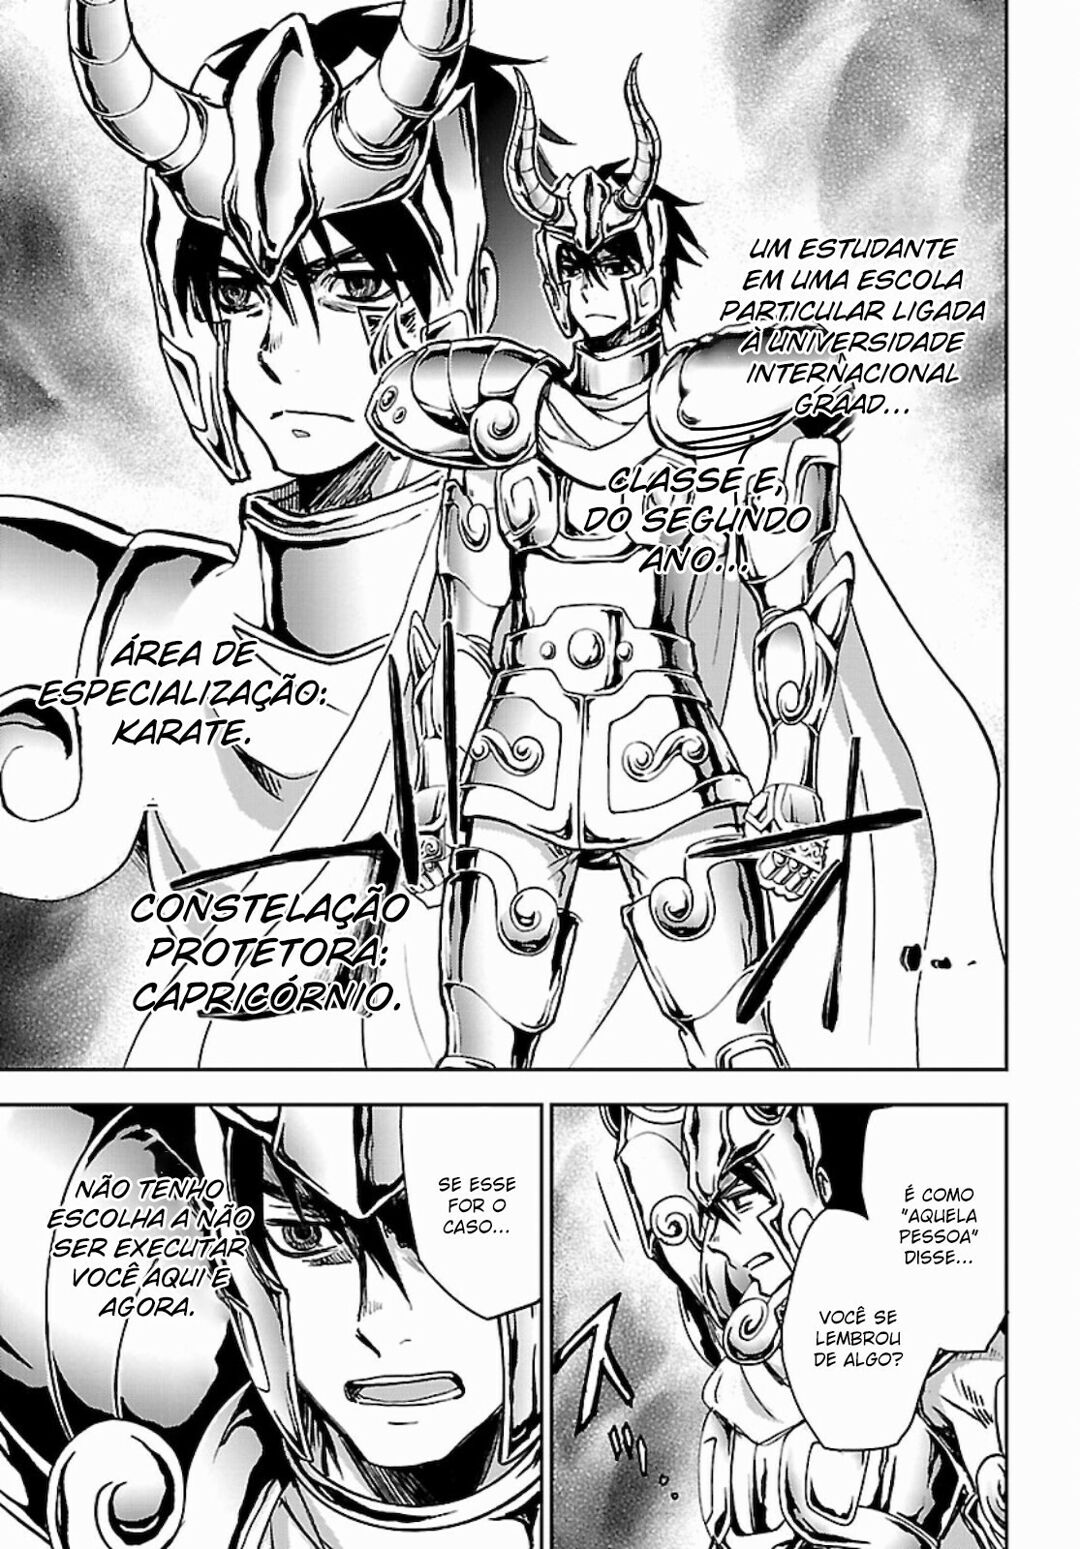 UM ESTUDANTE
EM UMA ESCOLA
PARTICULAR LIGADA
À UNIVERSIDADE
INTERNACIONAL
GRAAD...
CLASSE E,
DO SEGUNDO
ANO...
ÁREA DE
ESPECIALIZAÇÃO:
KARATE.
CONSTELAÇÃO
PROTETORA:
CAPRICÓRNIO.
É COMO
"AQUELA
PESSOA"
DISSE...
VOCÊ SE
LEMBROU
DE ALGO?
SE ESSE
FOR O
CASO...
NÃO TENHO
ESCOLHA A NÃO
SER EXECUTAR
VOCÊ AQUI E
AGORA.